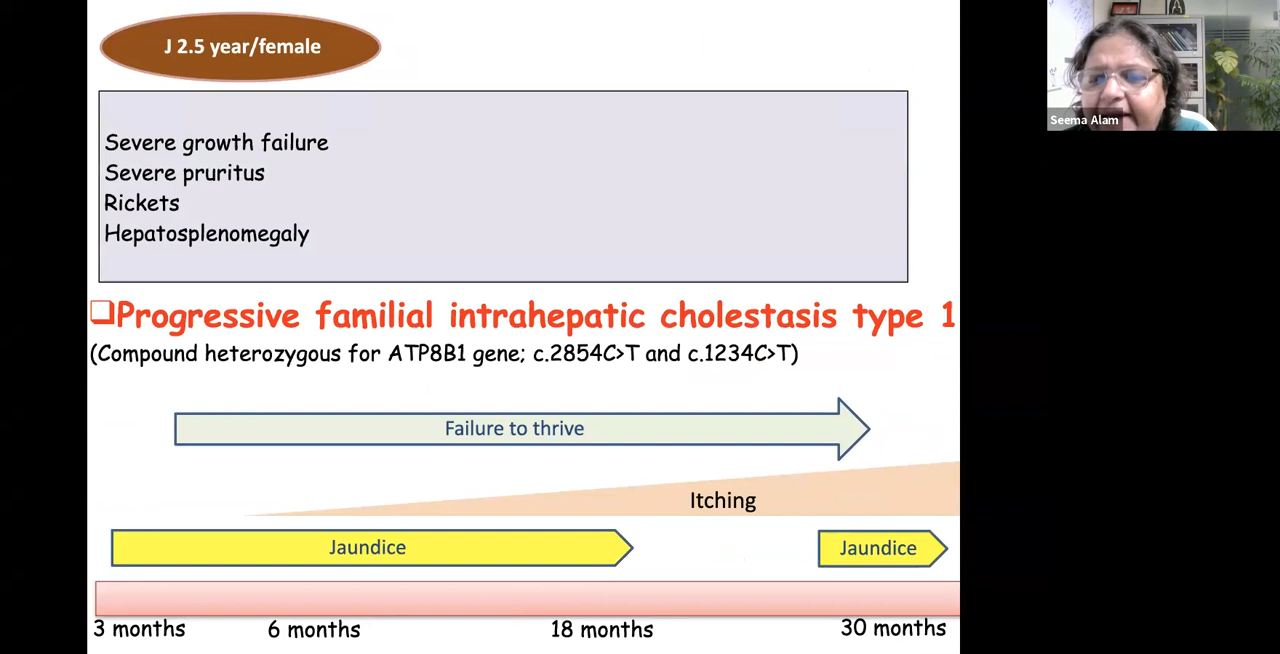 J 2.5 year/female
Seema Alam
Severe growth failure
Severe pruritus
Rickets
Hepatosplenomegaly
❑Progressive familial intrahepatic cholestasis type 1
(Compound heterozygous for ATP8B1 gene; c.2854C>T and c.1234C>T)
Failure to thrive
Itching
Jaundice
Jaundice
3 months 6 months 18 months 30 months